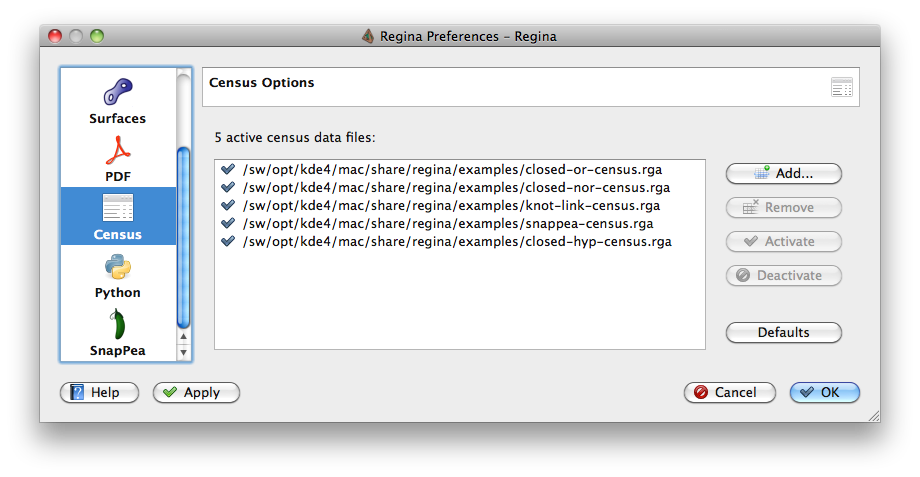 Regina Preferences – Regina
Surfaces
PDF
Census
Python
SnapPea
Census Options
5 active census data files:
/sw/opt/kde4/mac/share/regina/examples/closed-or-census.rga
/sw/opt/kde4/mac/share/regina/examples/closed-nor-census.rga
/sw/opt/kde4/mac/share/regina/examples/knot-link-census.rga
/sw/opt/kde4/mac/share/regina/examples/snappea-census.rga
/sw/opt/kde4/mac/share/regina/examples/closed-hyp-census.rga
Add...
Remove
Activate
Deactivate
Defaults
Help
Apply
Cancel
OK